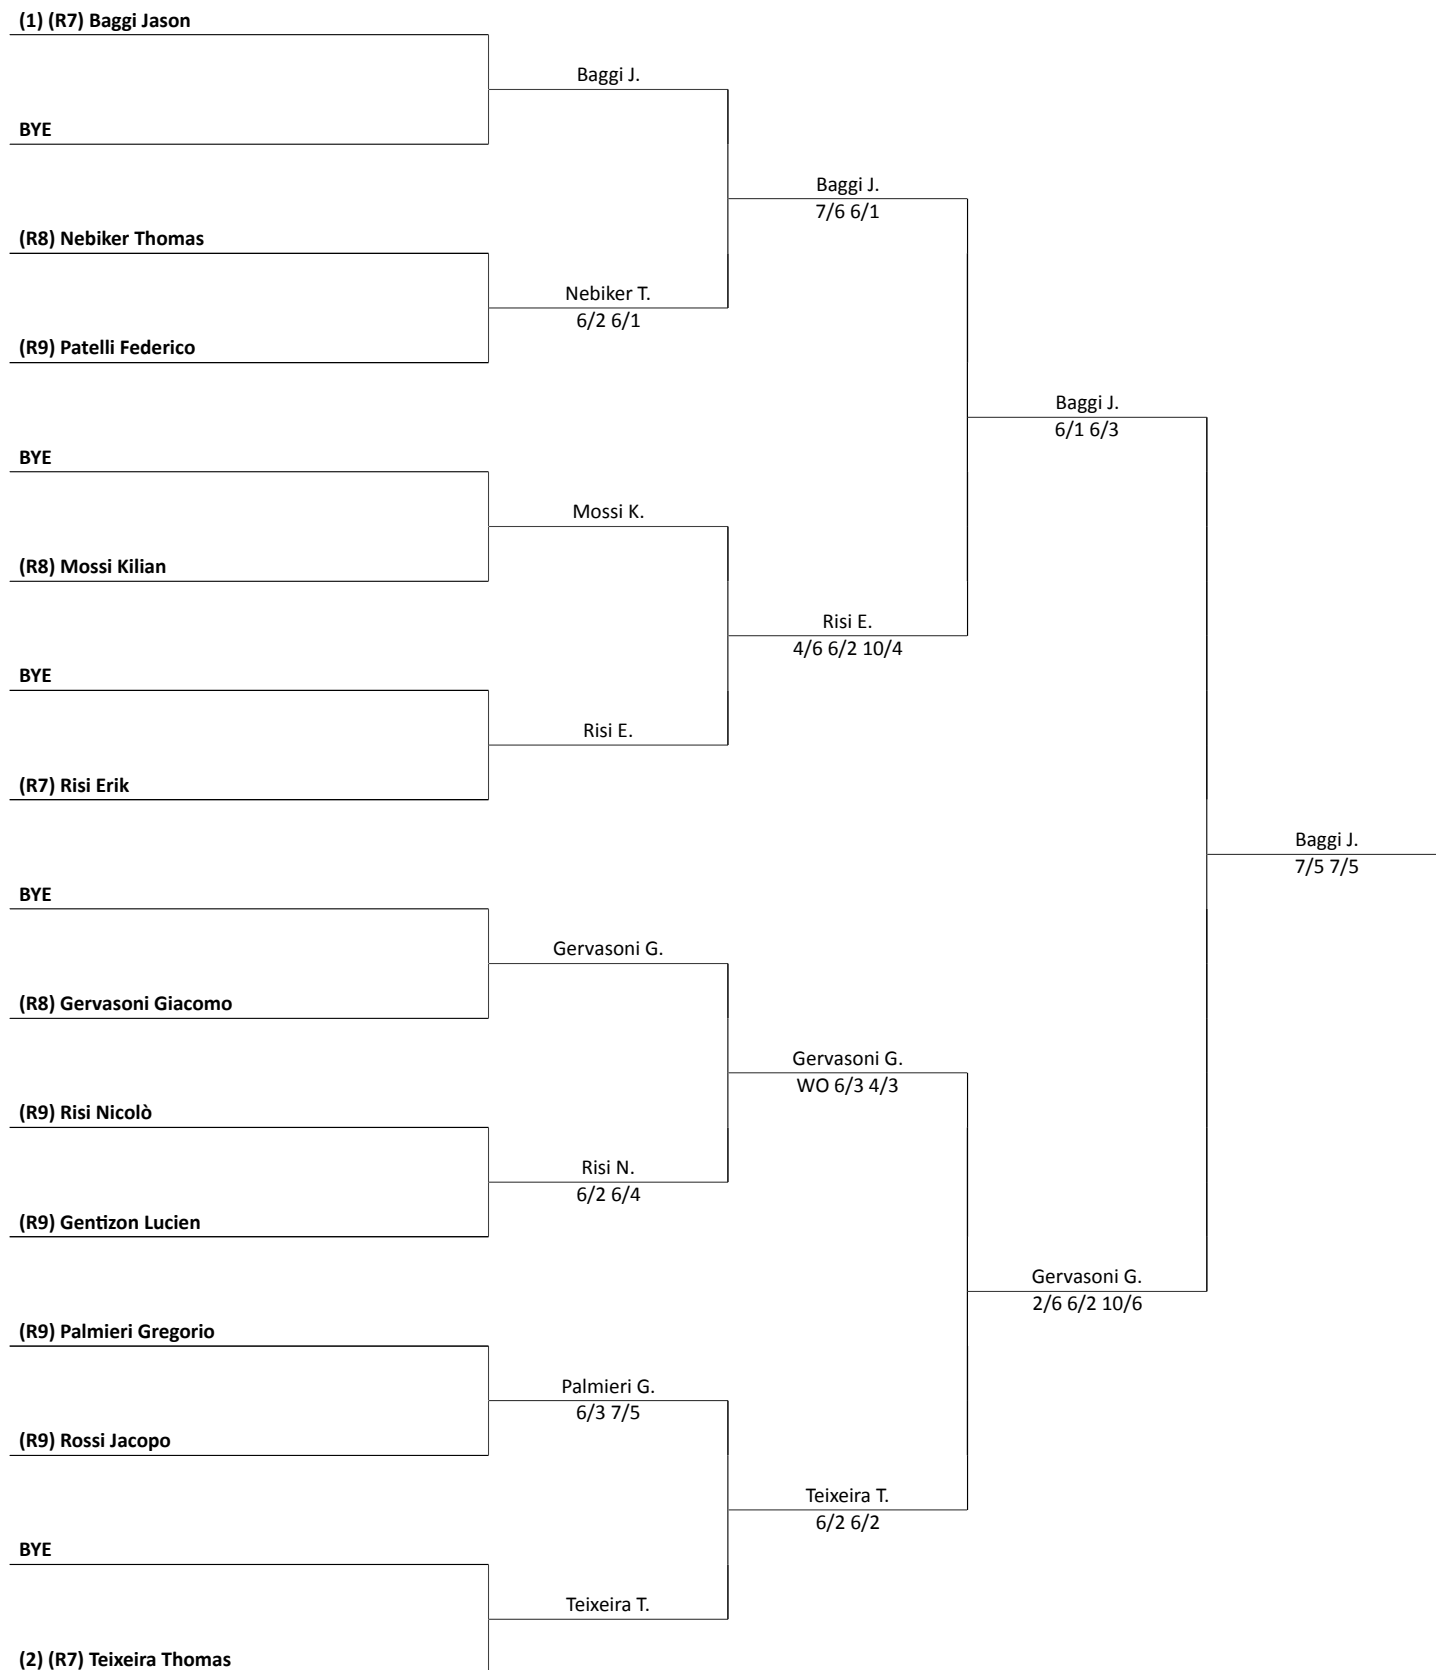 (1) (R7) Baggi Jason
Baggi J.
BYE
Baggi J.
7/6 6/1
(R8) Nebiker Thomas
Nebiker T.
6/2 6/1
(R9) Patelli Federico
Baggi J.
6/1 6/3
BYE
Mossi K.
(R8) Mossi Kilian
Risi E.
4/6 6/2 10/4
BYE
Risi E.
(R7) Risi Erik
Baggi J.
7/5 7/5
BYE
Gervasoni G.
(R8) Gervasoni Giacomo
Gervasoni G.
WO 6/3 4/3
(R9) Risi Nicolò
Risi N.
6/2 6/4
(R9) Gentizon Lucien
Gervasoni G.
2/6 6/2 10/6
(R9) Palmieri Gregorio
Palmieri G.
6/3 7/5
(R9) Rossi Jacopo
Teixeira T.
6/2 6/2
BYE
Teixeira T.
(2) (R7) Teixeira Thomas